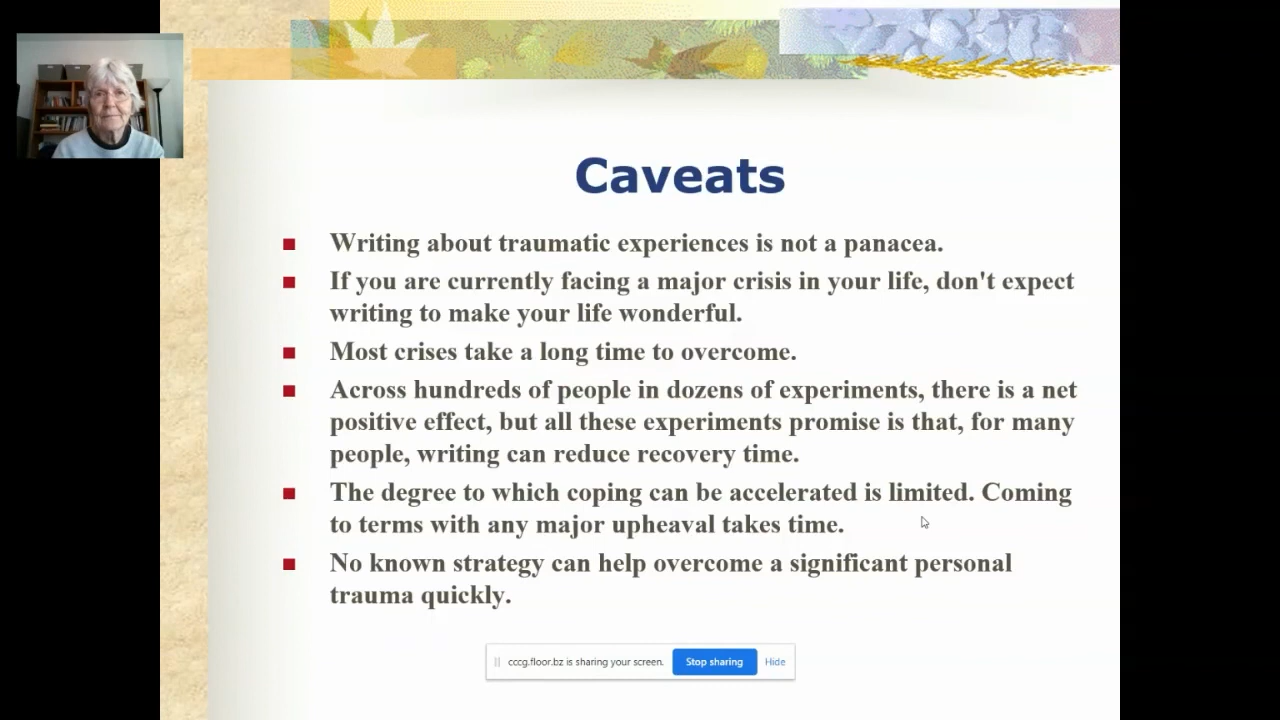 Caveats
Writing about traumatic experiences is not a panacea.
If you are currently facing a major crisis in your life, don't expect
writing to make your life wonderful.
Most crises take a long time to overcome.
Across hundreds of people in dozens of experiments, there is a net
positive effect, but all these experiments promise is that, for many
people, writing can reduce recovery time.
The degree to which coping can be accelerated is limited. Coming
to terms with any major upheaval takes time.
No known strategy can help overcome a significant personal
trauma quickly.
cccg.floor.bz is sharing your screen. Stop sharing Hide